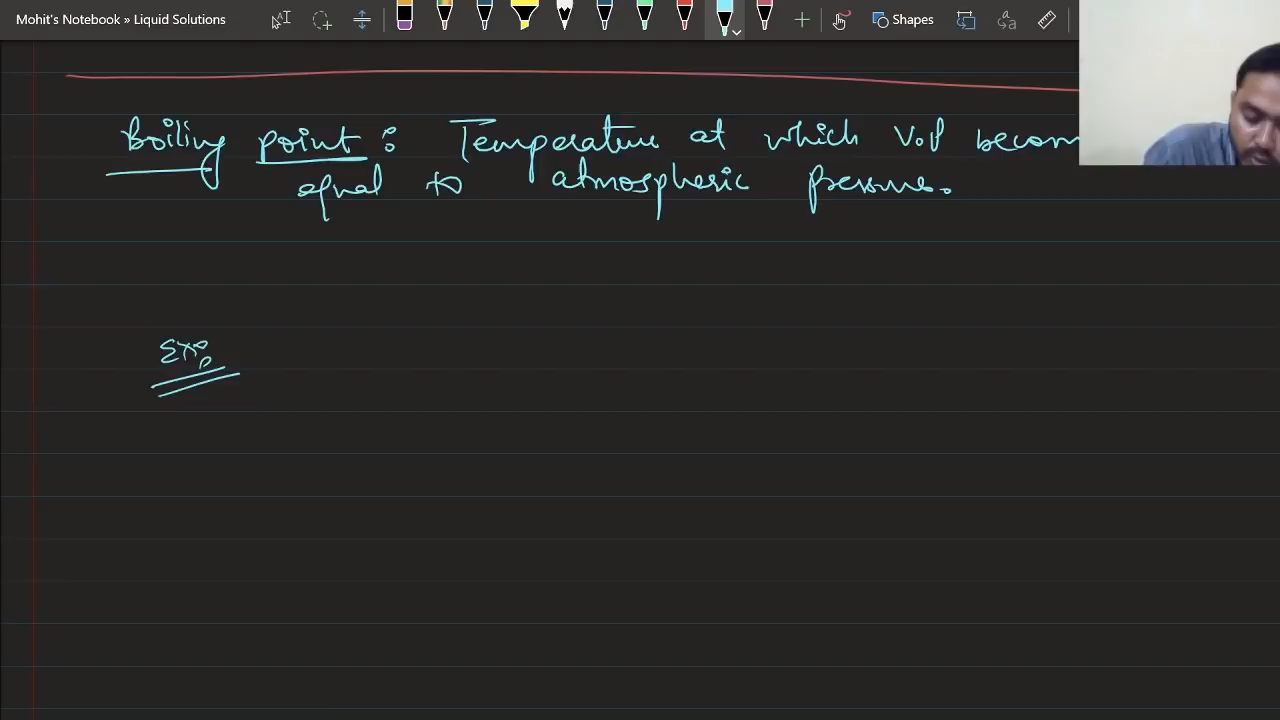 Mohit's Notebook » Liquid Solutions
Shapes
Boiling point : Temperature at which V.P becom
equal to atmospheric pressure.
Exp